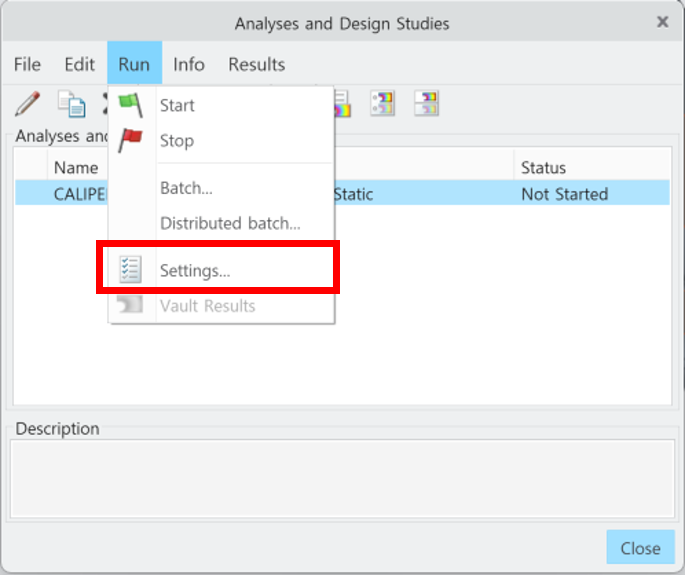 Analyses and Design Studies
File Edit Run Info Results
Start
Analyses and
Stop
Name Status
Batch...
CALIPE Static Not Started
Distributed batch...
Settings...
Vault Results
Description
Close